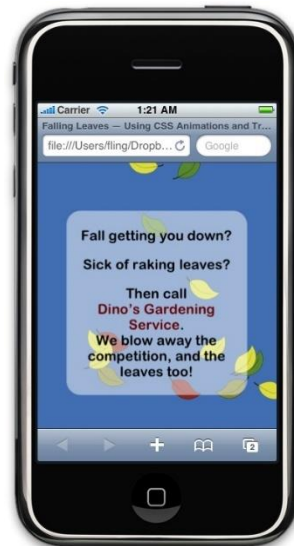 Carrier 1:21 AM
Falling Leaves — Using CSS Animations and Tr...
file:///Users/fling/Dropb... Google
Fall getting you down?
Sick of raking leaves?
Then call
Dino's Gardening
Service.
We blow away the
competition, and the
leaves too!
2